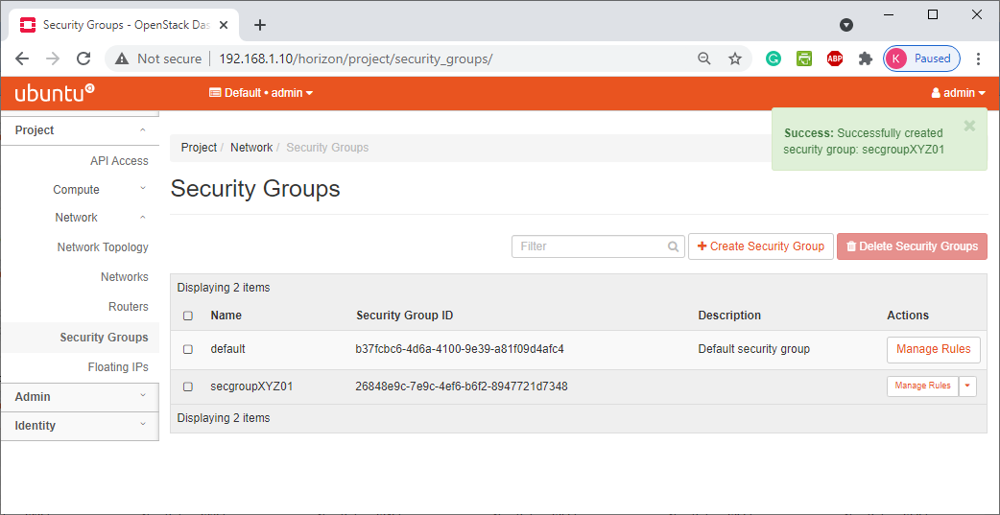 Security Groups - OpenStack Das
Not secure
192.168.1.10/horizon/project/security_groups/
ABP
K Paused
ubuntu
Default • admin
admin
Success: Successfully created
security group: secgroupXYZ01
Project
API Access
Compute
Network
Network Topology
Networks
Routers
Security Groups
Floating IPs
Admin
Identity
Project / Network / Security Groups
Security Groups
Filter
Create Security Group
Delete Security Groups
Displaying 2 items
Name Security Group ID Description Actions
default b37fcbc6-4d6a-4100-9e39-a81f09d4afc4 Default security group Manage Rules
secgroupXYZ01 26848e9c-7e9c-4ef6-b6f2-8947721d7348 Manage Rules
Displaying 2 items